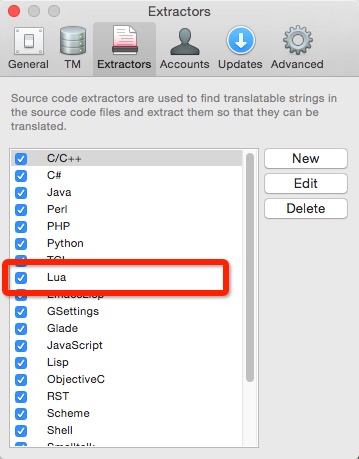 Extractors
General TM Extractors Accounts Updates Advanced
Source code extractors are used to find translatable strings in
the source code files and extract them so that they can be
translated.
C/C++
C#
Java
Perl
PHP
Python
TCL
Lua
EmacsLisp
GSettings
Glade
JavaScript
Lisp
ObjectiveC
RST
Scheme
Shell
Smalltalk
New
Edit
Delete